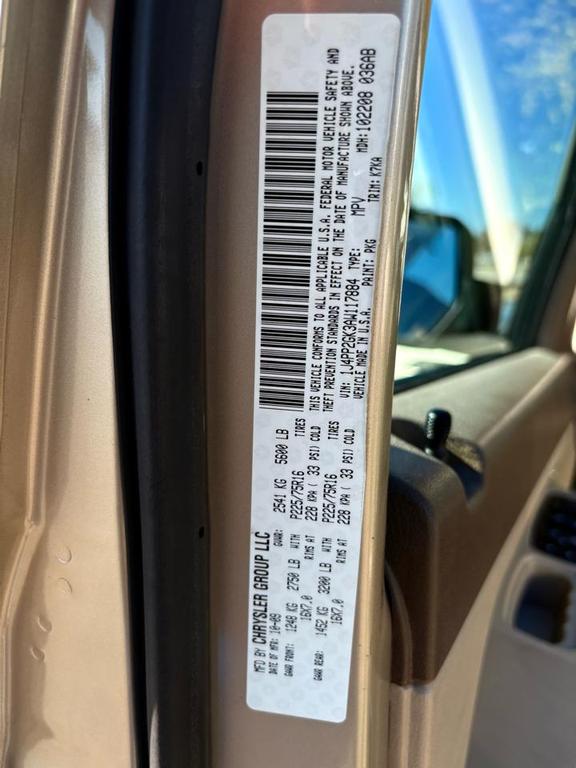 MFD BY CHRYSLER GROUP LLC
DATE OF MFR: 10-09 GVWR: 2541 KG 5600 LB
GAWR FRONT: 1248 KG 2750 LB WITH P225/75R16 TIRES
16X7.0 RIMS AT 228 KPA ( 33 PSI) COLD
GAWR REAR: 1452 KG 3200 LB WITH P225/75R16 TIRES
16X7.0 RIMS AT 228 KPA ( 33 PSI) COLD
THIS VEHICLE CONFORMS TO ALL APPLICABLE U.S.A. FEDERAL MOTOR VEHICLE SAFETY AND
THEFT PREVENTION STANDARDS IN EFFECT ON THE DATE OF MANUFACTURE SHOWN ABOVE.
VIN: 1J4PP2GK3AW117884 TYPE: MPV MDH: 102208 036AB
VEHICLE MADE IN U.S.A. PAINT: PKG TRIM: K7KA